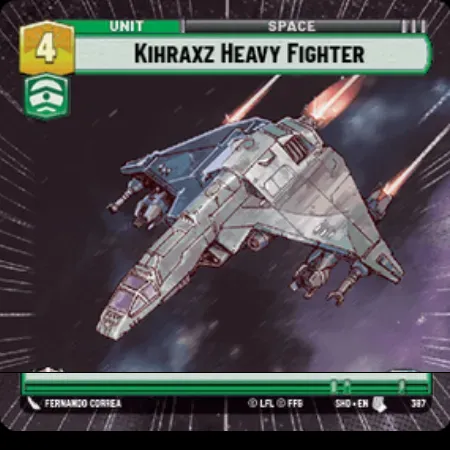 UNIT SPACE
4 KIHRAXZ HEAVY FIGHTER
FERNANDO CORREA Ⓒ LFL Ⓒ FFG SHD • EN 387